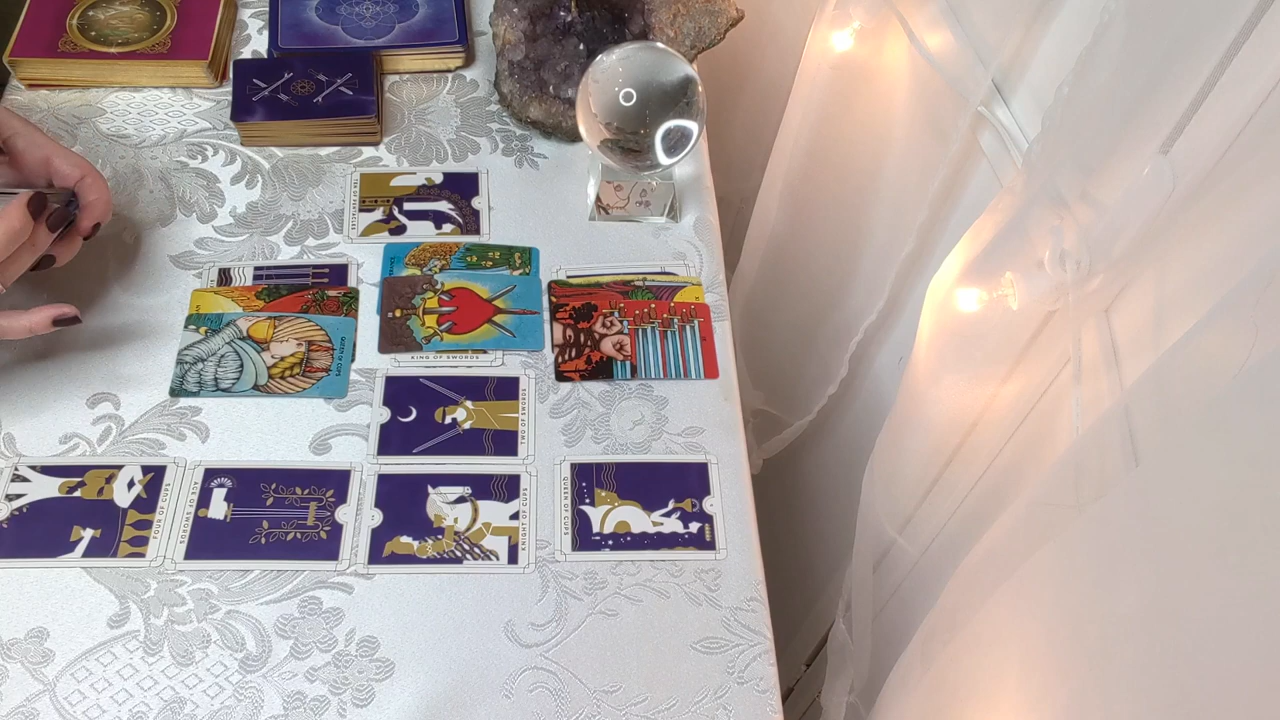 TEN OF PENTACLES
QUEEN OF CUPS
KING OF SWORDS
TWO OF SWORDS
FOUR OF CUPS
ACE OF SWORDS
KNIGHT OF CUPS
QUEEN OF CUPS